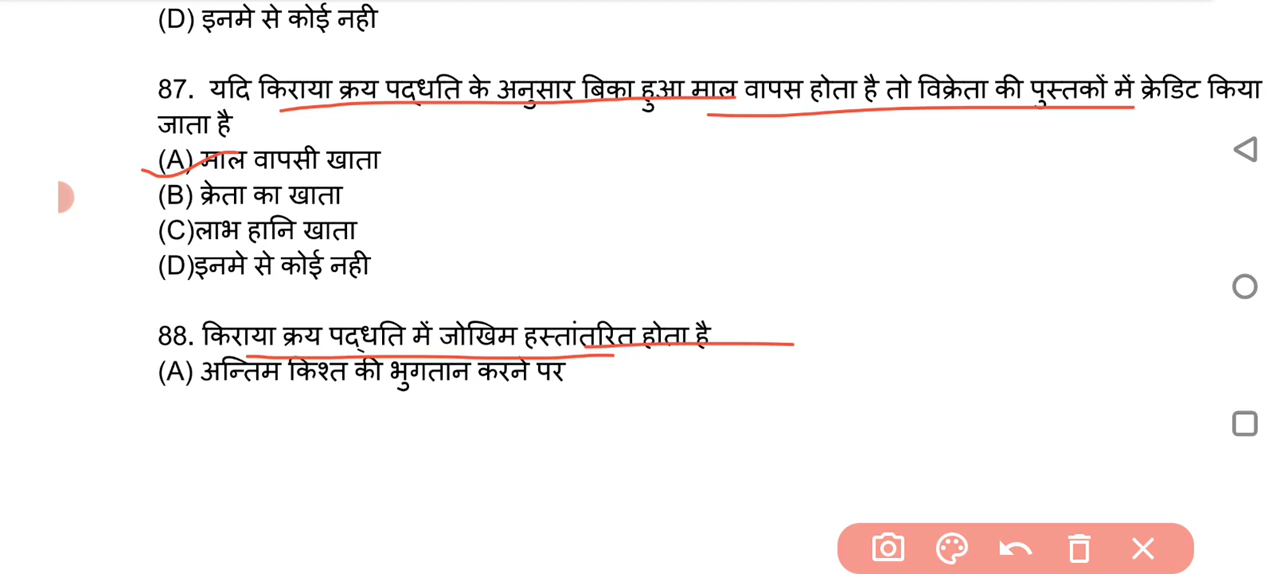 (D) इनमे से कोई नही
87. यदि किराया क्रय पद्धति के अनुसार बिका हुआ माल वापस होता है तो विक्रेता की पुस्तकों में क्रेडिट किया
जाता है
(A) माल वापसी खाता
(B) क्रेता का खाता
(C)लाभ हानि खाता
(D)इनमे से कोई नही
88. किराया क्रय पद्धति में जोखिम हस्तांतरित होता है
(A) अन्तिम किश्त की भुगतान करने पर